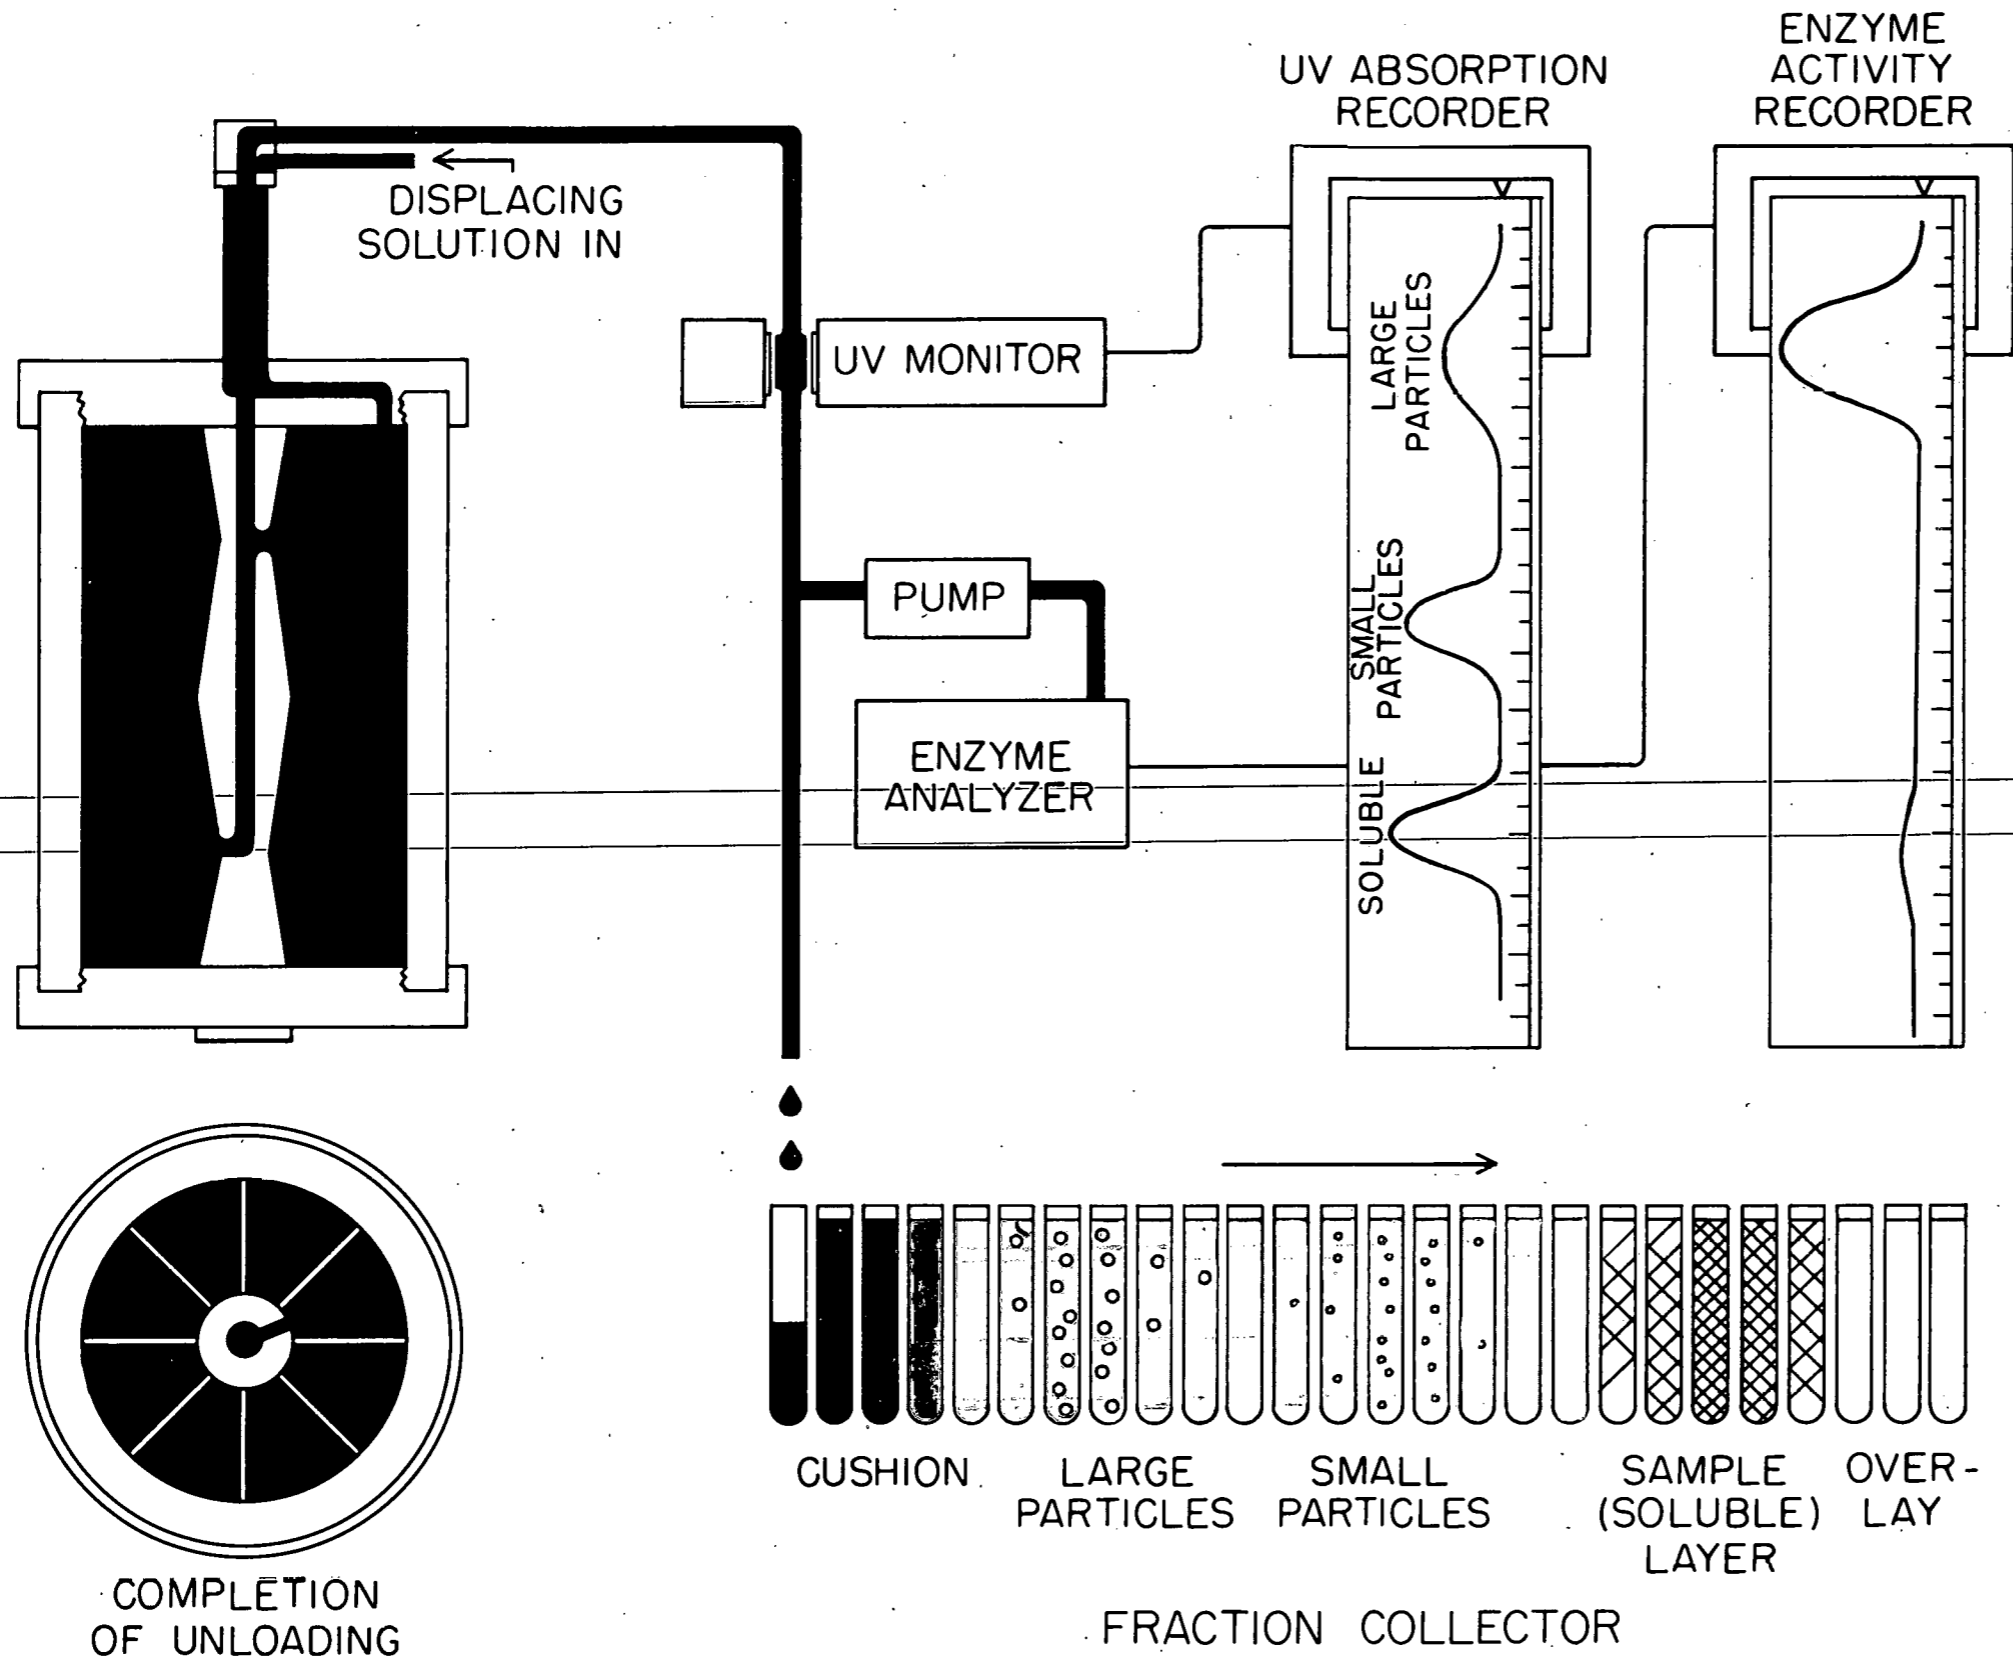 ENZYME
ACTIVITY
RECORDER
UV ABSORPTION
RECORDER
DISPLACING
SOLUTION IN
UV MONITOR
PUMP
ENZYME
ANALYZER
LARGE
PARTICLES
SMALL
PARTICLES
SOLUBLE
CUSHION
LARGE
PARTICLES
SMALL
PARTICLES
SAMPLE
(SOLUBLE)
LAYER
OVER-
LAY
COMPLETION
OF UNLOADING
FRACTION COLLECTOR